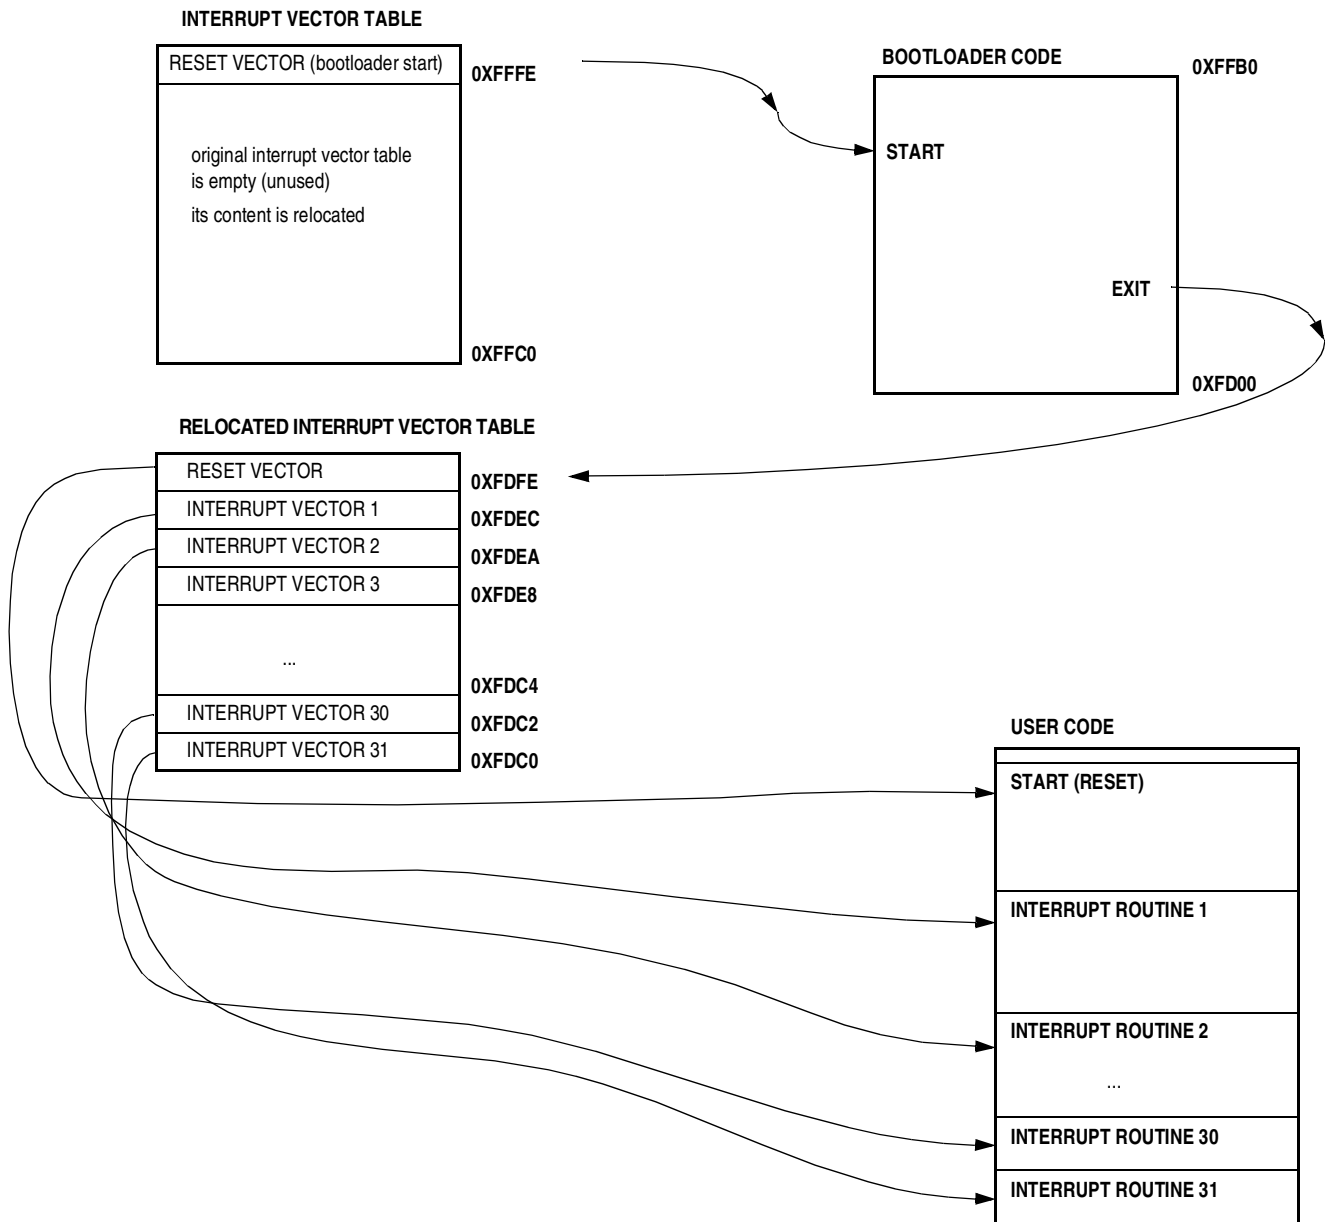 INTERRUPT VECTOR TABLE
RESET VECTOR (bootloader start)
0XFFFE
original interrupt vector table
is empty (unused)
its content is relocated
0XFFC0
BOOTLOADER CODE
0XFFB0
START
EXIT
0XFD00
RELOCATED INTERRUPT VECTOR TABLE
RESET VECTOR
0XFDFE
INTERRUPT VECTOR 1
0XFDEC
INTERRUPT VECTOR 2
0XFDEA
INTERRUPT VECTOR 3
0XFDE8
...
0XFDC4
INTERRUPT VECTOR 30
0XFDC2
INTERRUPT VECTOR 31
0XFDC0
USER CODE
START (RESET)
INTERRUPT ROUTINE 1
INTERRUPT ROUTINE 2
...
INTERRUPT ROUTINE 30
INTERRUPT ROUTINE 31